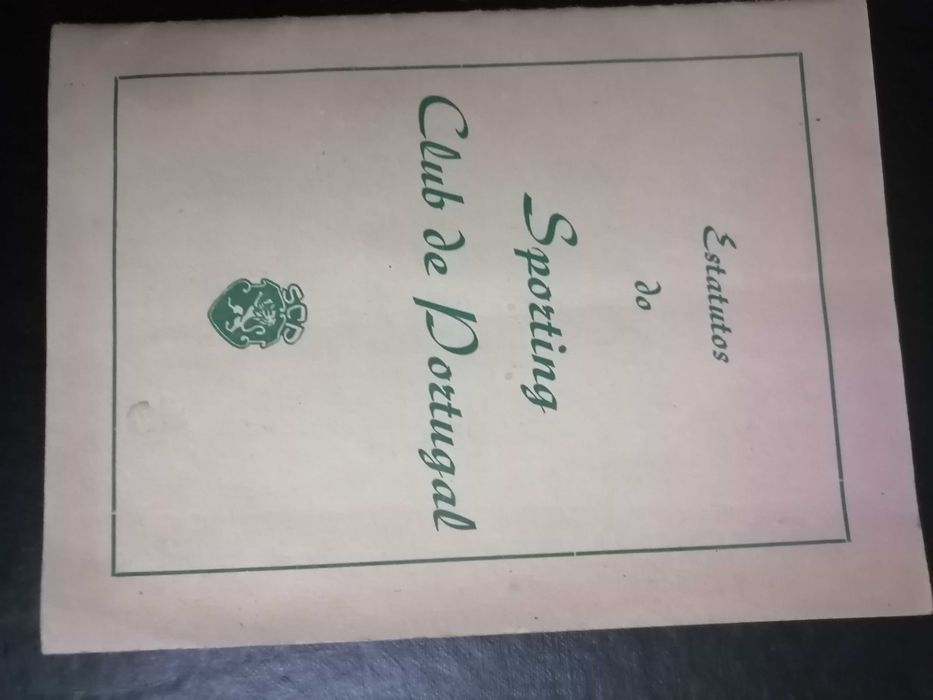 Estatutos
do
Sporting
Club de Portugal
SCP